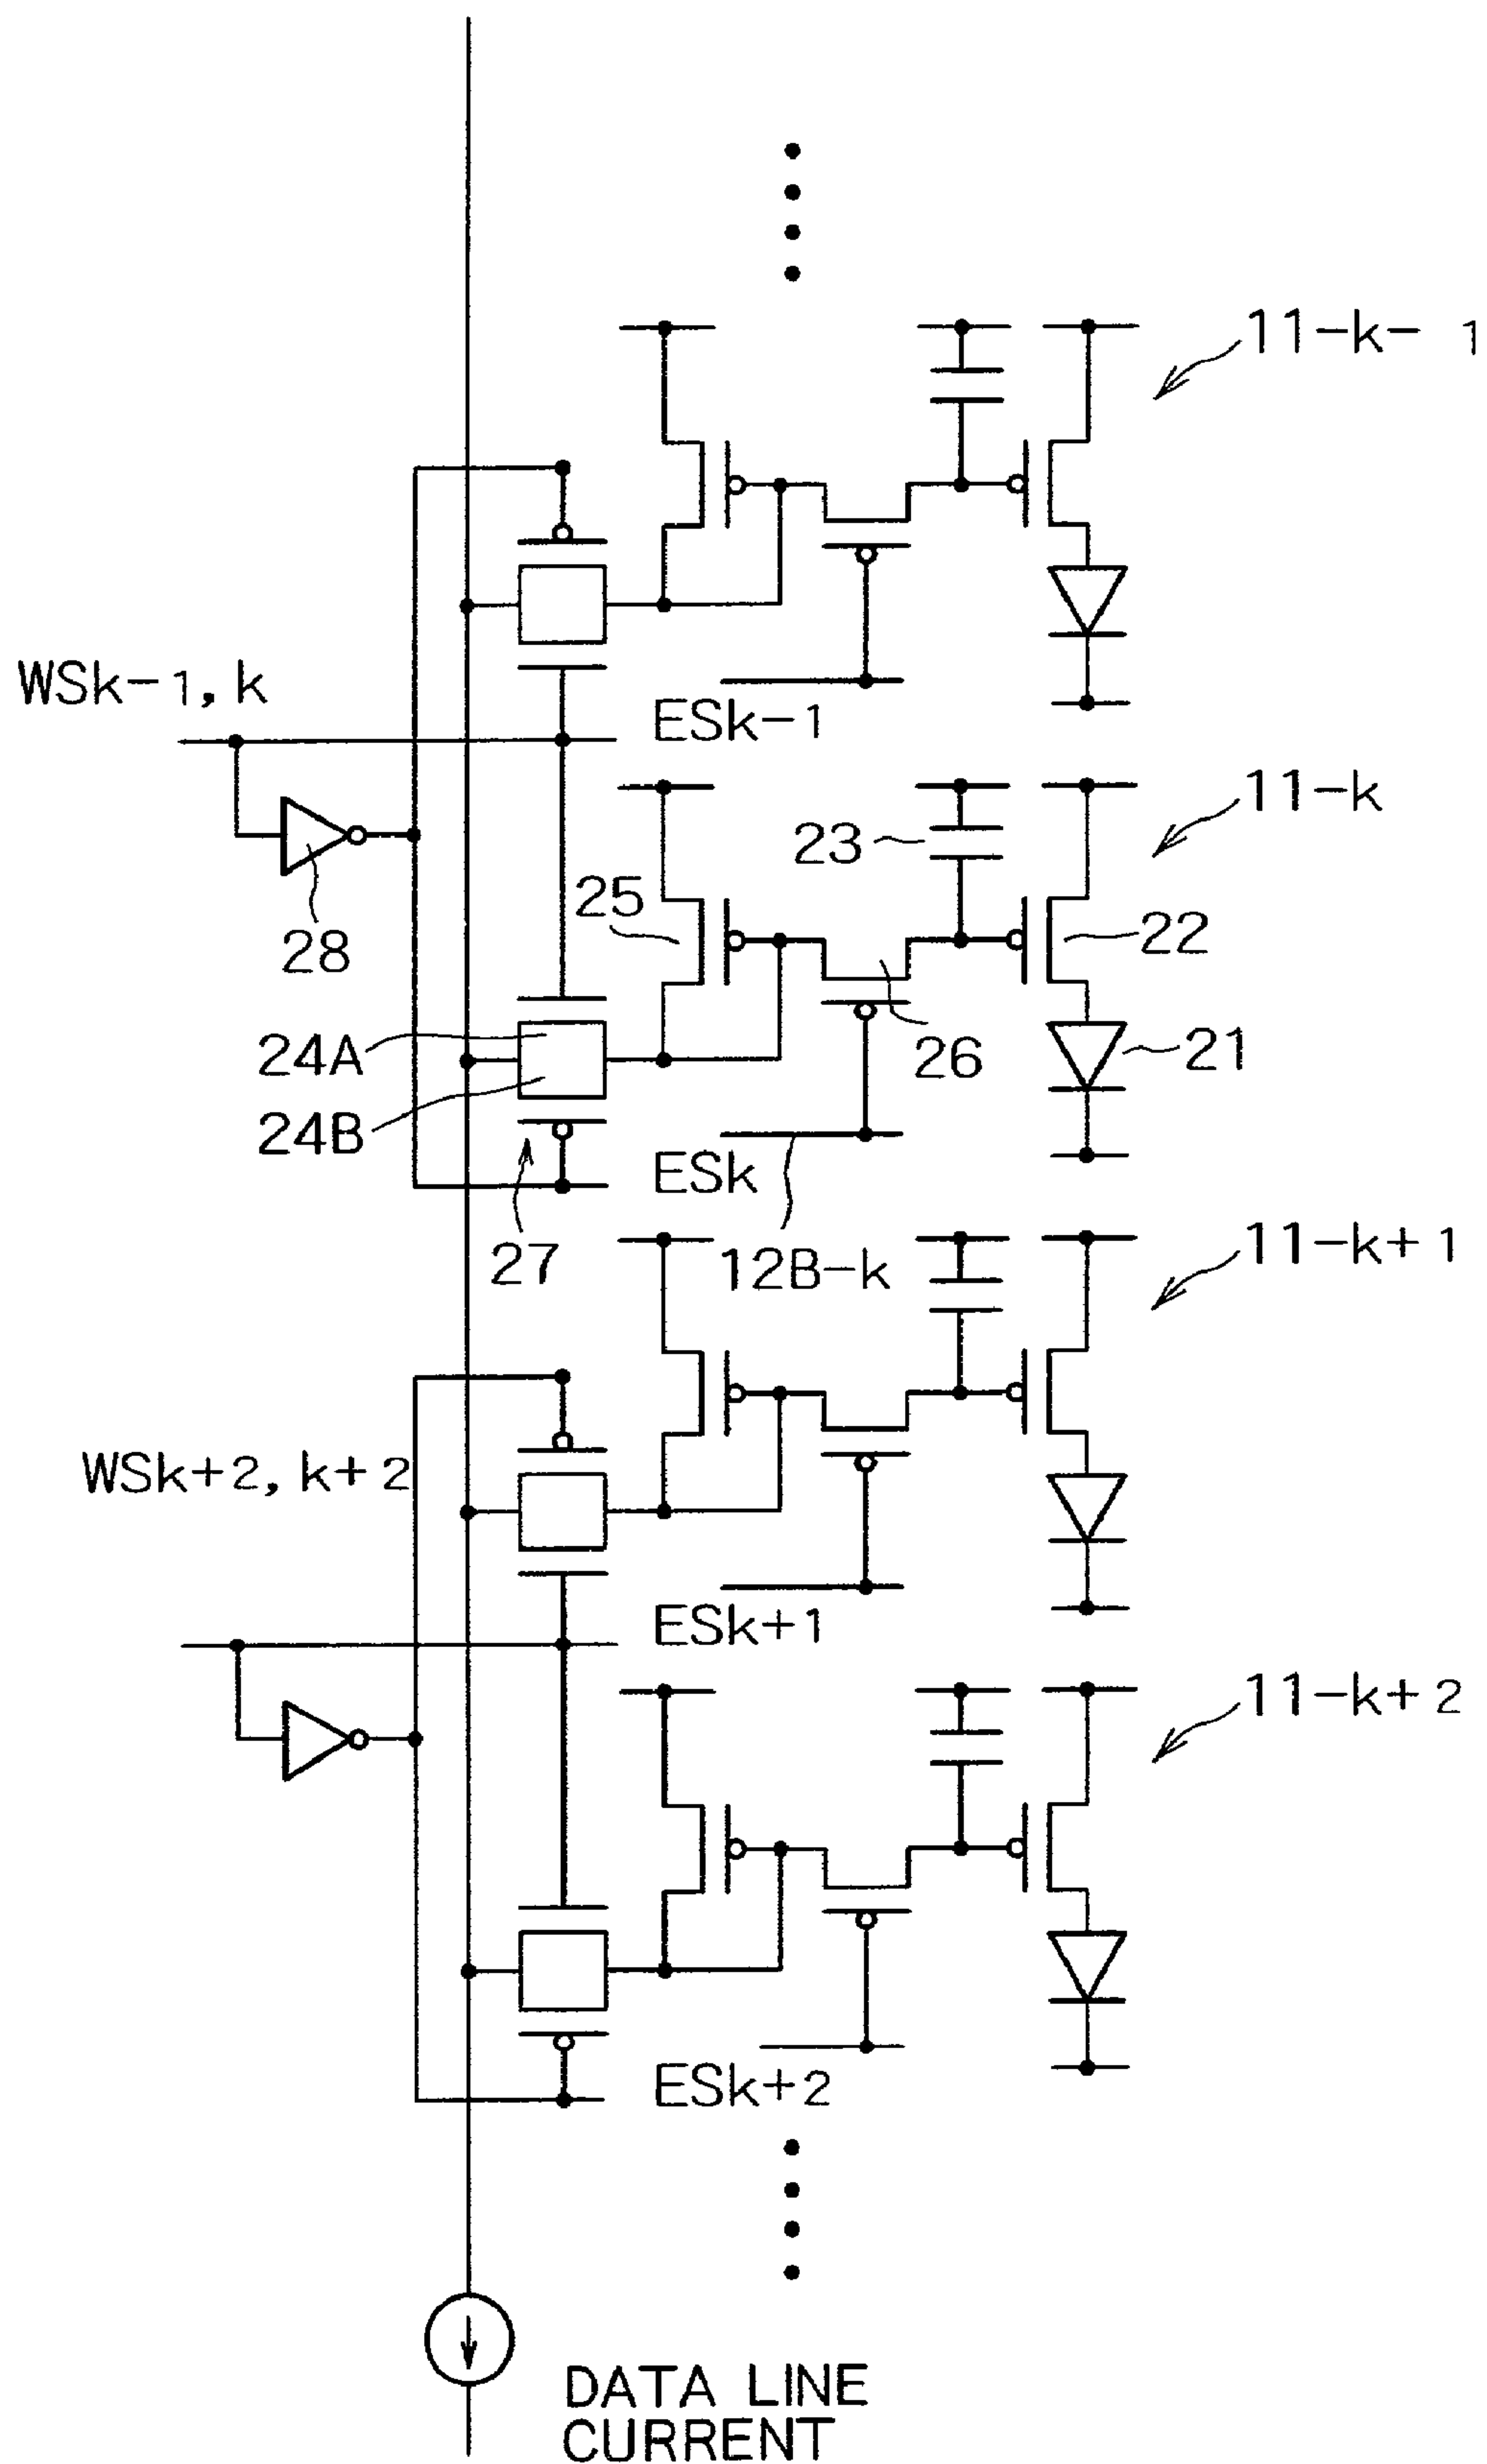 11-k-1
WSk-1, k
ESk-1
11-k
23
25
22
28
24A
26
21
24B
ESk
27
12B-k
11-k+1
WSk+2, k+2
ESk+1
11-k+2
ESk+2
DATA LINE
CURRENT